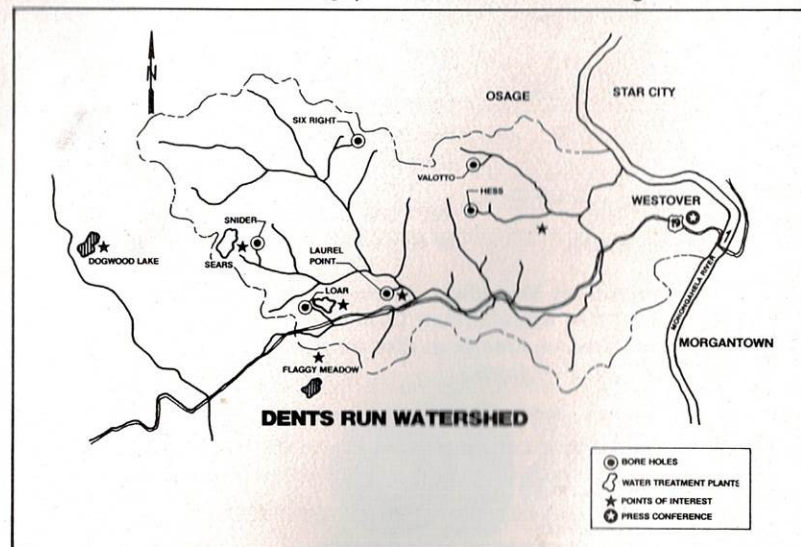 N
OSAGE
STAR CITY
SIX RIGHT
VALOTTO
HESS
WESTOVER
19
SNIDER
DOGWOOD LAKE
SEARS
LAUREL
POINT
LOAR
MONONGAHELA RIVER
MORGANTOWN
FLAGGY MEADOW
DENTS RUN WATERSHED
BORE HOLES
WATER TREATMENT PLANTS
POINTS OF INTEREST
PRESS CONFERENCE